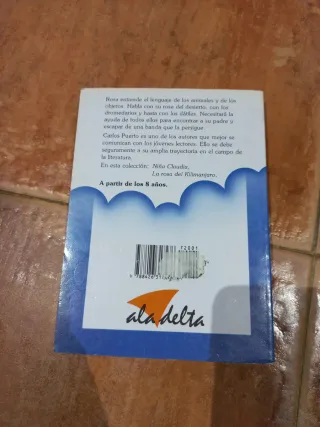 Rosa entiende el lenguaje de los animales y de los
objetos. Habla con su rosa del desierto, con los
dromedarios y hasta con los dátiles. Necesitará la
ayuda de todos ellos para encontrar a su padre y
escapar de una banda que la persigue.
Carlos Puerto es uno de los autores que mejor se
comunican con los jóvenes lectores. Ello se debe
seguramente a su amplia trayectoria en el campo de
la literatura.
En esta colección: Niña Claudia,
La rosa del Kilimanjaro.
A partir de los 8 años.
72001
ala delta